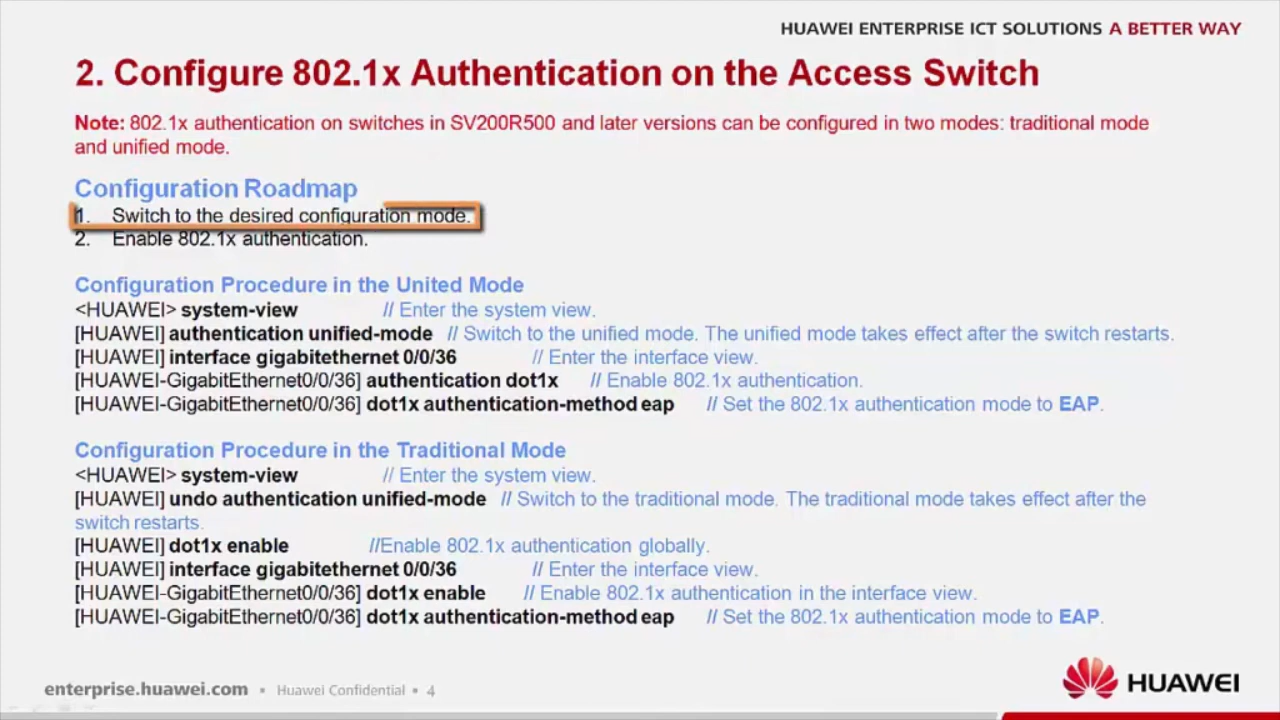 HUAWEI ENTERPRISE ICT SOLUTIONS A BETTER WAY
2. Configure 802.1x Authentication on the Access Switch
Note: 802.1x authentication on switches in SV200R500 and later versions can be configured in two modes: traditional mode
and unified mode.
Configuration Roadmap
1. Switch to the desired configuration mode.
2. Enable 802.1x authentication.
Configuration Procedure in the United Mode
<HUAWEI> system-view // Enter the system view.
[HUAWEI] authentication unified-mode // Switch to the unified mode. The unified mode takes effect after the switch restarts.
[HUAWEI] interface gigabitethernet 0/0/36 // Enter the interface view.
[HUAWEI-GigabitEthernet0/0/36] authentication dot1x // Enable 802.1x authentication.
[HUAWEI-GigabitEthernet0/0/36] dot1x authentication-method eap // Set the 802.1x authentication mode to EAP.
Configuration Procedure in the Traditional Mode
<HUAWEI> system-view // Enter the system view.
[HUAWEI] undo authentication unified-mode // Switch to the traditional mode. The traditional mode takes effect after the
switch restarts.
[HUAWEI] dot1x enable //Enable 802.1x authentication globally.
[HUAWEI] interface gigabitethernet 0/0/36 // Enter the interface view.
[HUAWEI-GigabitEthernet0/0/36] dot1x enable // Enable 802.1x authentication in the interface view.
[HUAWEI-GigabitEthernet0/0/36] dot1x authentication-method eap // Set the 802.1x authentication mode to EAP.
enterprise.huawei.com • Huawei Confidential • 4
HUAWEI